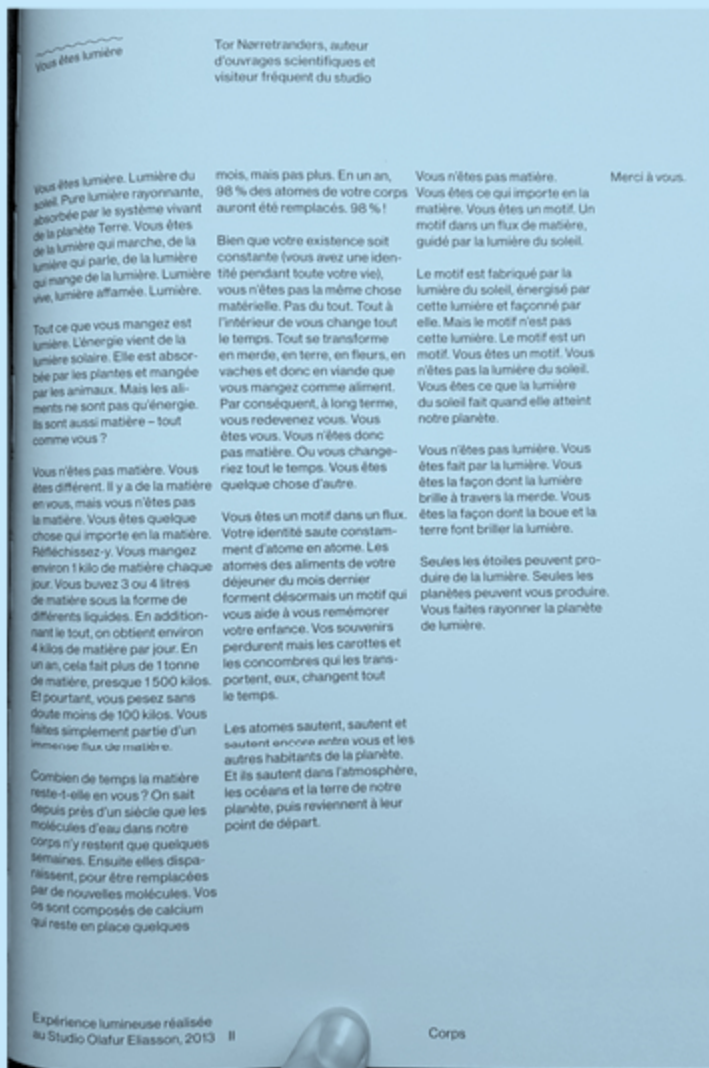 Vous êtes lumière
Tor Nørretranders, auteur
d'ouvrages scientifiques et
visiteur fréquent du studio
Vous êtes lumière. Lumière du
soleil. Pure lumière rayonnante,
absorbée par le système vivant
de la planète Terre. Vous êtes
de la lumière qui marche, de la
lumière qui parle, de la lumière
qui mange de la lumière. Lumière
vive, lumière affamée. Lumière.
Tout ce que vous mangez est
lumière. L'énergie vient de la
lumière solaire. Elle est absor-
bée par les plantes et mangée
par les animaux. Mais les ali-
ments ne sont pas qu'énergie.
Ils sont aussi matière – tout
comme vous ?
Vous n'êtes pas matière. Vous
êtes différent. Il y a de la matière
en vous, mais vous n'êtes pas
la matière. Vous êtes quelque
chose qui importe en la matière.
Réfléchissez-y. Vous mangez
environ 1 kilo de matière chaque
jour. Vous buvez 3 ou 4 litres
de matière sous la forme de
différents liquides. En addition-
nant le tout, on obtient environ
4 kilos de matière par jour. En
un an, cela fait plus de 1 tonne
de matière, presque 1 500 kilos.
Et pourtant, vous pesez sans
doute moins de 100 kilos. Vous
faites simplement partie d'un
immense flux de matière.
Combien de temps la matière
reste-t-elle en vous ? On sait
depuis près d'un siècle que les
molécules d'eau dans notre
corps n'y restent que quelques
semaines. Ensuite elles dispa-
raissent, pour être remplacées
par de nouvelles molécules. Vos
os sont composés de calcium
qui reste en place quelques
mois, mais pas plus. En un an,
98 % des atomes de votre corps
auront été remplacés. 98 % !
Bien que votre existence soit
constante (vous avez une iden-
tité pendant toute votre vie),
vous n'êtes pas la même chose
matérielle. Pas du tout. Tout à
l'intérieur de vous change tout
le temps. Tout se transforme
en merde, en terre, en fleurs, en
vaches et donc en viande que
vous mangez comme aliment.
Par conséquent, à long terme,
vous redevenez vous. Vous
êtes vous. Vous n'êtes donc
pas matière. Ou vous change-
riez tout le temps. Vous êtes
quelque chose d'autre.
Vous êtes un motif dans un flux.
Votre identité saute constam-
ment d'atome en atome. Les
atomes des aliments de votre
déjeuner du mois dernier
forment désormais un motif qui
vous aide à vous remémorer
votre enfance. Vos souvenirs
perdurent mais les carottes et
les concombres qui les trans-
portent, eux, changent tout
le temps.
Les atomes sautent, sautent et
sautent encore entre vous et les
autres habitants de la planète.
Et ils sautent dans l'atmosphère,
les océans et la terre de notre
planète, puis reviennent à leur
point de départ.
Vous n'êtes pas matière.
Vous êtes ce qui importe en la
matière. Vous êtes un motif. Un
motif dans un flux de matière,
guidé par la lumière du soleil.
Le motif est fabriqué par la
lumière du soleil, énergisé par
cette lumière et façonné par
elle. Mais le motif n'est pas
cette lumière. Le motif est un
motif. Vous êtes un motif. Vous
n'êtes pas la lumière du soleil.
Vous êtes ce que la lumière
du soleil fait quand elle atteint
notre planète.
Vous n'êtes pas lumière. Vous
êtes fait par la lumière. Vous
êtes la façon dont la lumière
brille à travers la merde. Vous
êtes la façon dont la boue et la
terre font briller la lumière.
Seules les étoiles peuvent pro-
duire de la lumière. Seules les
planètes peuvent vous produire.
Vous faites rayonner la planète
de lumière.
Merci à vous.
Expérience lumineuse réalisée
au Studio Olafur Eliasson, 2013 II
Corps